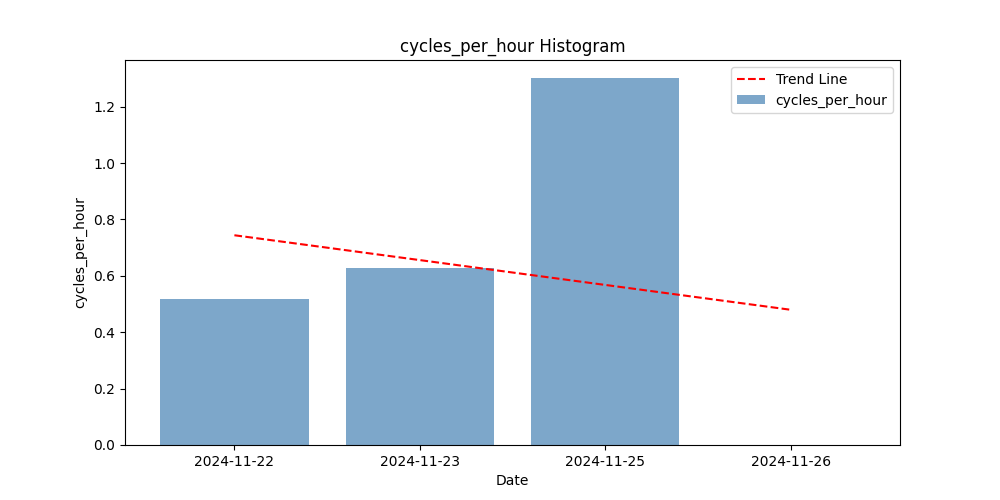 cycles_per_hour Histogram
Trend Line
cycles_per_hour
cycles_per_hour
1.2
1.0
0.8
0.6
0.4
0.2
0.0
2024-11-22 2024-11-23 2024-11-25 2024-11-26
Date